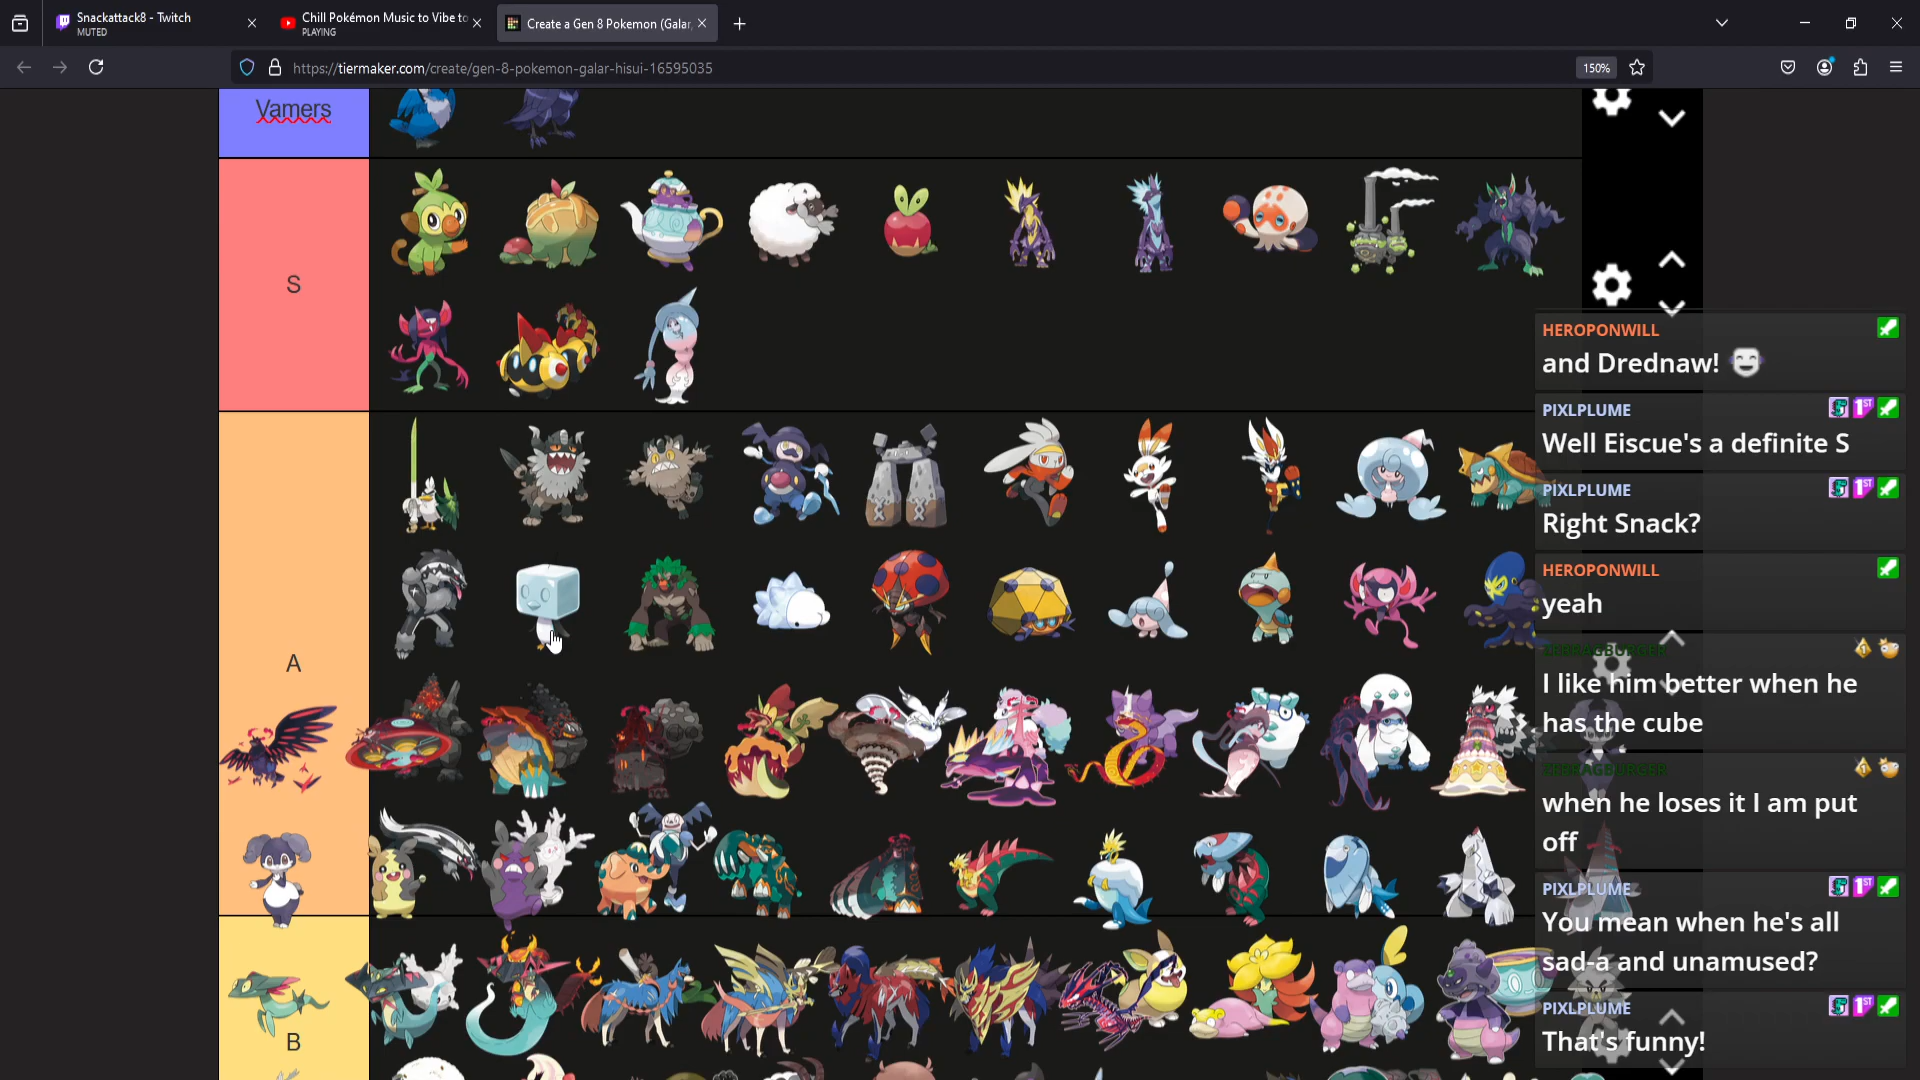 Snackattack8 - Twitch
MUTED
Chill Pokémon Music to Vibe to
PLAYING
Create a Gen 8 Pokemon (Galar,
https://tiermaker.com/create/gen-8-pokemon-galar-hisui-16595035
150%
Vamers
S
A
B
HEROPONWILL
and Drednaw!
PIXLPLUME
Well Eiscue's a definite S
PIXLPLUME
Right Snack?
HEROPONWILL
yeah
I like him better when he
has the cube
when he loses it I am put
off
PIXLPLUME
You mean when he's all
sad-a and unamused?
PIXLPLUME
That's funny!